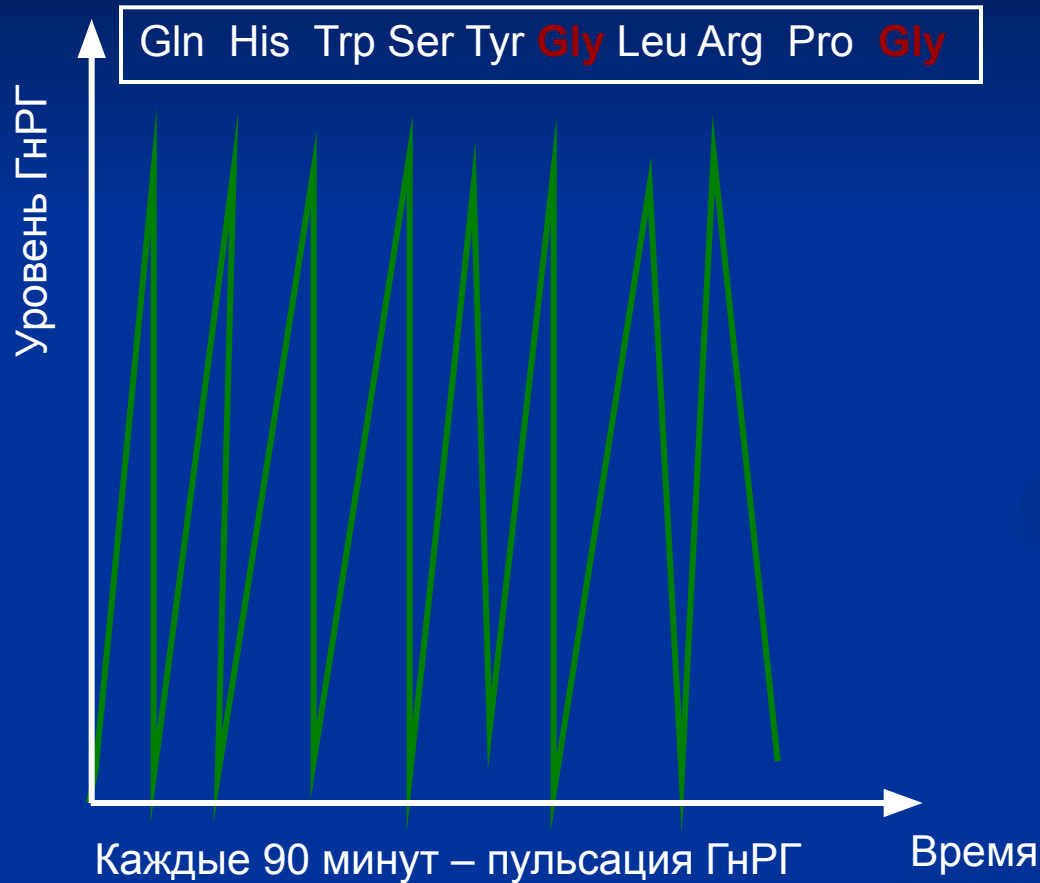 Gln His Trp Ser Tyr Gly Leu Arg Pro Gly
Уровень ГнРГ
Каждые 90 минут – пульсация ГнРГ
Время